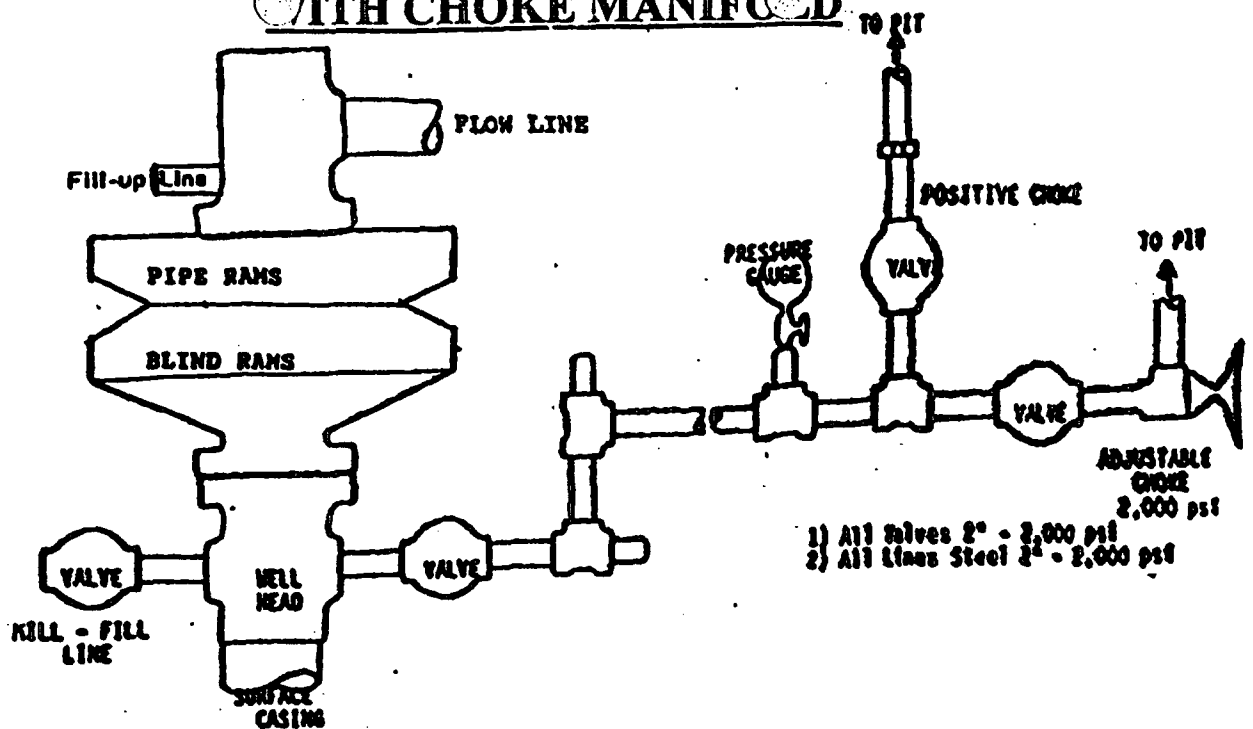 WITH CHOKE MANIFOLD
TO PIT
FLOW LINE
Fill-up Line
POSITIVE CHOKE
PIPE RAMS
PRESSURE
GAUGE
VALVE
TO PIT
BLIND RAMS
VALVE
ADJUSTABLE
CHOKE
2,000 psi
1) All Valves 2" - 2,000 psi
2) All Lines Steel 2" - 2,000 psi
VALVE
WELL
HEAD
VALVE
KILL - FILL
LINE
SURFACE
CASING